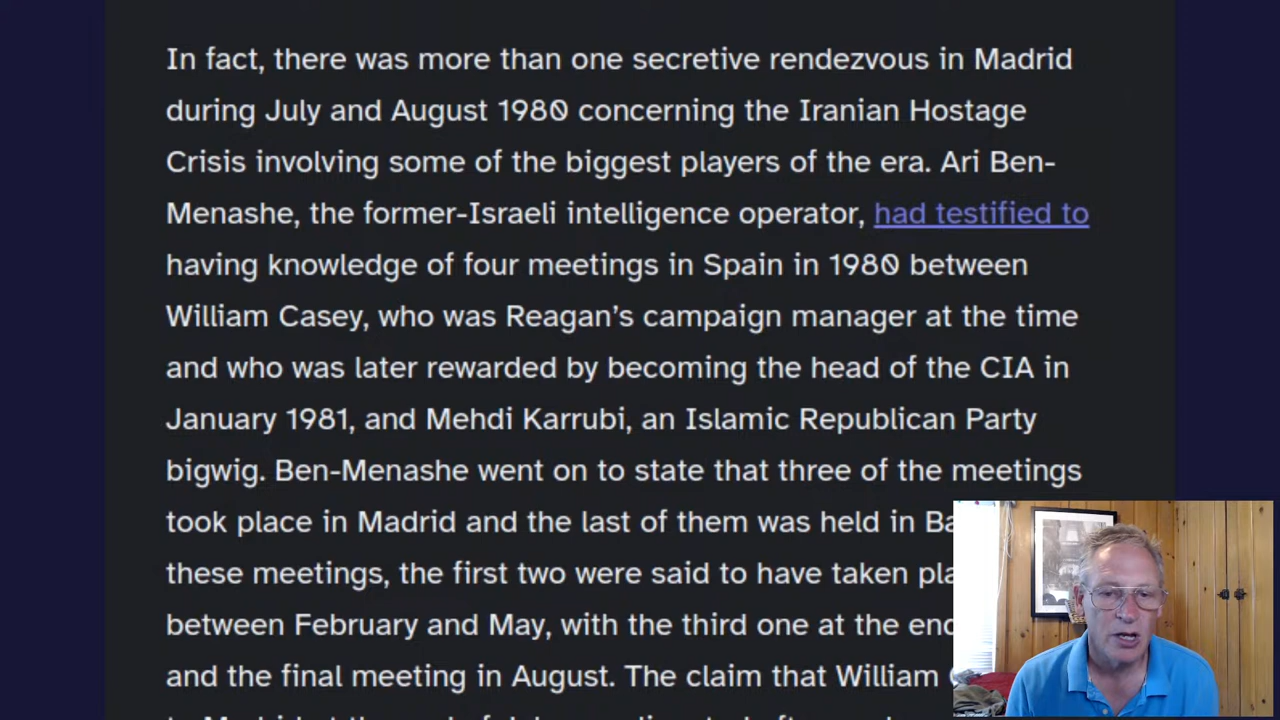 In fact, there was more than one secretive rendezvous in Madrid
during July and August 1980 concerning the Iranian Hostage
Crisis involving some of the biggest players of the era. Ari Ben-
Menashe, the former-Israeli intelligence operator, had testified to
having knowledge of four meetings in Spain in 1980 between
William Casey, who was Reagan’s campaign manager at the time
and who was later rewarded by becoming the head of the CIA in
January 1981, and Mehdi Karrubi, an Islamic Republican Party
bigwig. Ben-Menashe went on to state that three of the meetings
took place in Madrid and the last of them was held in
these meetings, the first two were said to have taken
between February and May, with the third one at the
and the final meeting in August. The claim that William